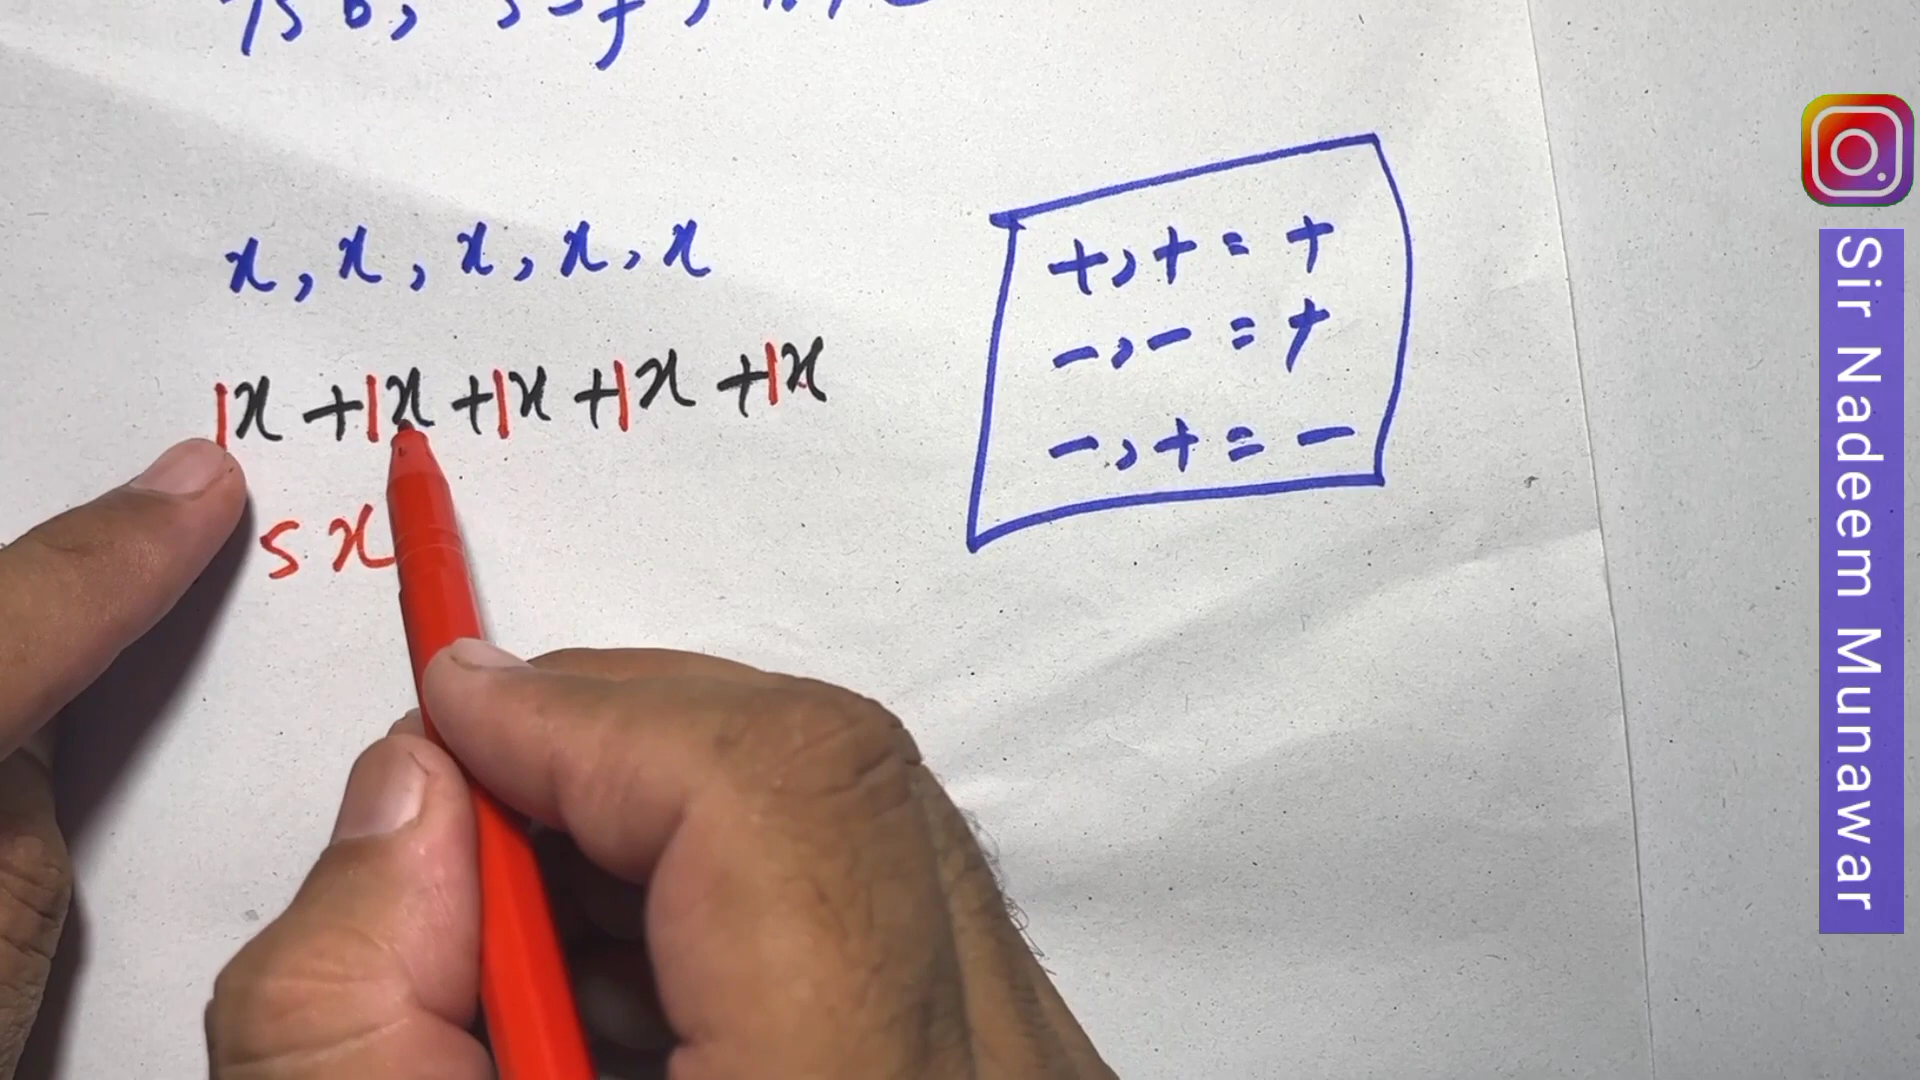 x, x, x, x, x
1x + 1x + 1x + 1x + 1x
5x
+, + = +
-, - = +
-, + = -
Sir Nadeem Munawar